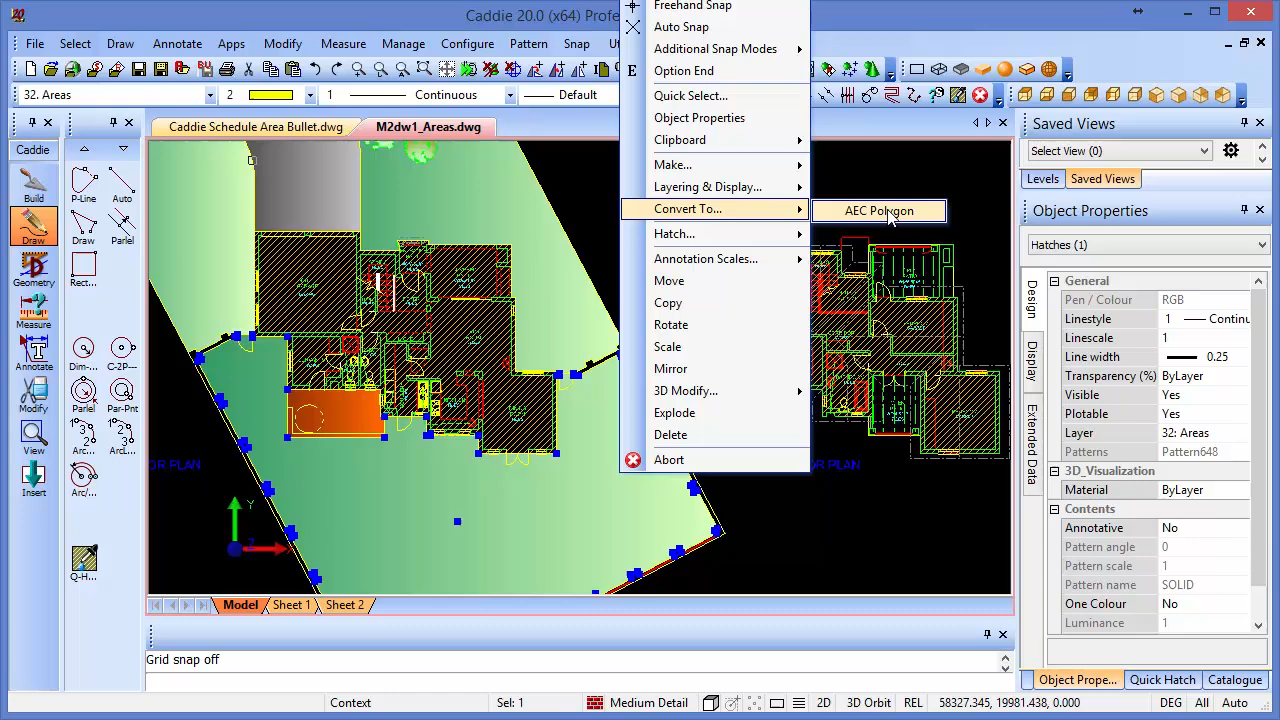 20
Caddie 20.0 (x64) Profe
File Select Draw Annotate Apps Modify Measure Manage Configure Pattern Snap Ut
32. Areas 2 1 Continuous Default
Caddie Schedule Area Bullet.dwg
M2dw1_Areas.dwg
Caddie
Build
Draw
Geometry
Measure
Annotate
Modify
View
Insert
P-Line Auto
Draw Parlel
Rect...
Dim-... C-2P---
Parlel Par-Pnt
Arc... ArcI...
Arc/...
Q-H...
Freehand Snap
Auto Snap
Additional Snap Modes
E Option End
Quick Select...
Object Properties
Clipboard
Make...
Layering & Display...
Convert To...
AEC Polygon
Hatch...
Annotation Scales...
Move
Copy
Rotate
Scale
Mirror
3D Modify...
Explode
Delete
Abort
OR PLAN
OR PLAN
Y
Model Sheet 1 Sheet 2
Grid snap off
Saved Views
Select View (0)
Levels Saved Views
Object Properties
Hatches (1)
Design
Display
Extended Data
General
Pen / Colour RGB
Linestyle 1 Continu
Linescale 1
Line width 0.25
Transparency (%) ByLayer
Visible Yes
Plotable Yes
Layer 32: Areas
Patterns Pattern648
3D_Visualization
Material ByLayer
Contents
Annotative No
Pattern angle 0
Pattern scale 1
Pattern name SOLID
One Colour No
Luminance 1
Object Prope... Quick Hatch Catalogue
Context Sel: 1 Medium Detail 2D 3D Orbit REL 58327.345, 19981.438, 0.000 DEG All Auto